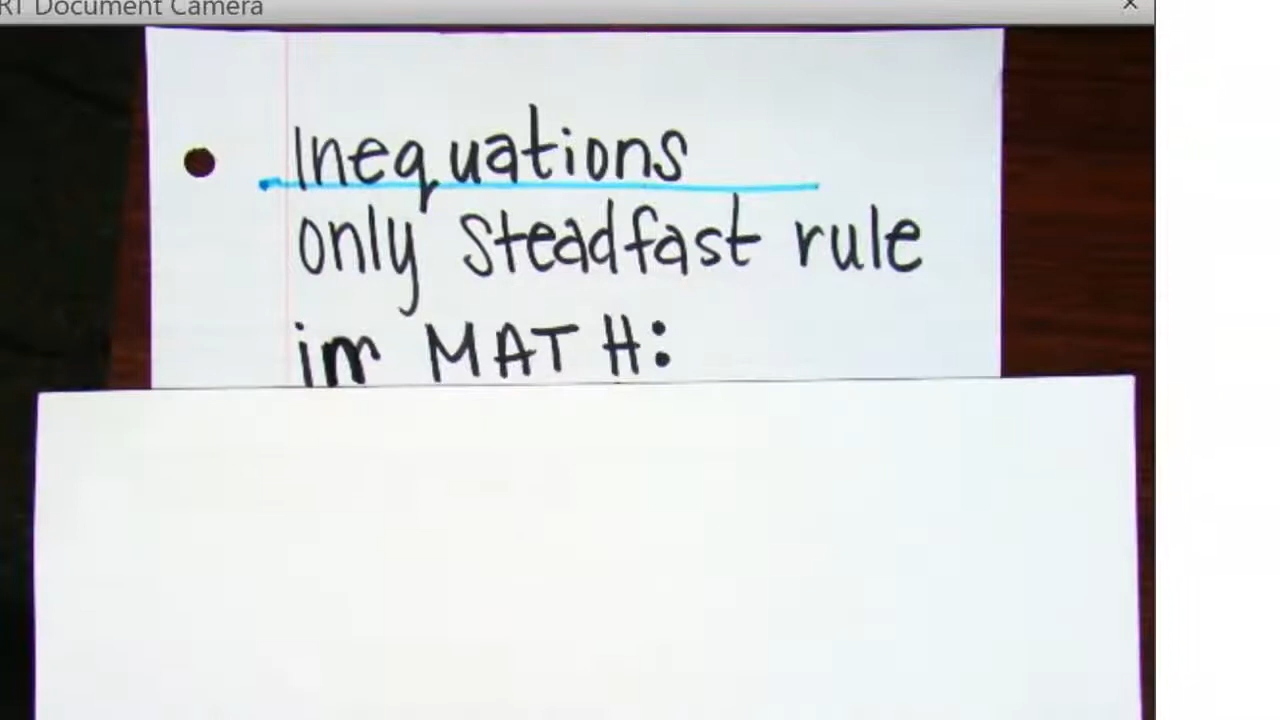 RT Document Camera
Inequations
only steadfast rule
in MATH: